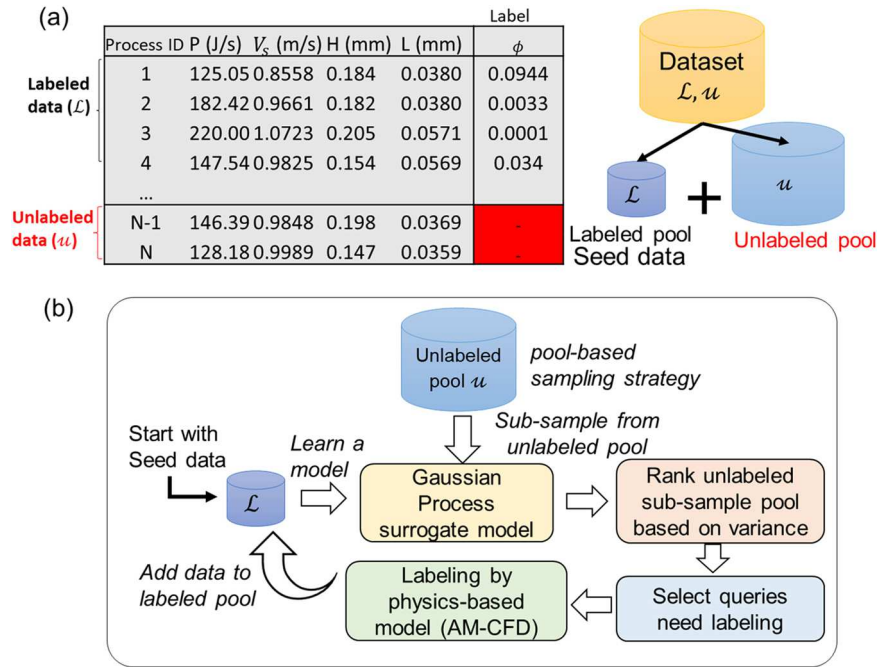 (a)
Label
Process ID P (J/s) V_S (m/s) H (mm) L (mm) ϕ
Labeled
data (ℒ)
1 125.05 0.8558 0.184 0.0380 0.0944
2 182.42 0.9661 0.182 0.0380 0.0033
3 220.00 1.0723 0.205 0.0571 0.0001
4 147.54 0.9825 0.154 0.0569 0.034
...
Unlabeled
data (𝓊)
N-1 146.39 0.9848 0.198 0.0369 -
N 128.18 0.9989 0.147 0.0359 -
Dataset
ℒ, 𝓊
ℒ
+
𝓊
Labeled pool
Seed data
Unlabeled pool
(b)
Unlabeled
pool 𝓊
pool-based
sampling strategy
Sub-sample from
unlabeled pool
Start with
Seed data
ℒ
Learn a
model
Gaussian
Process
surrogate model
Rank unlabeled
sub-sample pool
based on variance
Select queries
need labeling
Labeling by
physics-based
model (AM-CFD)
Add data to
labeled pool